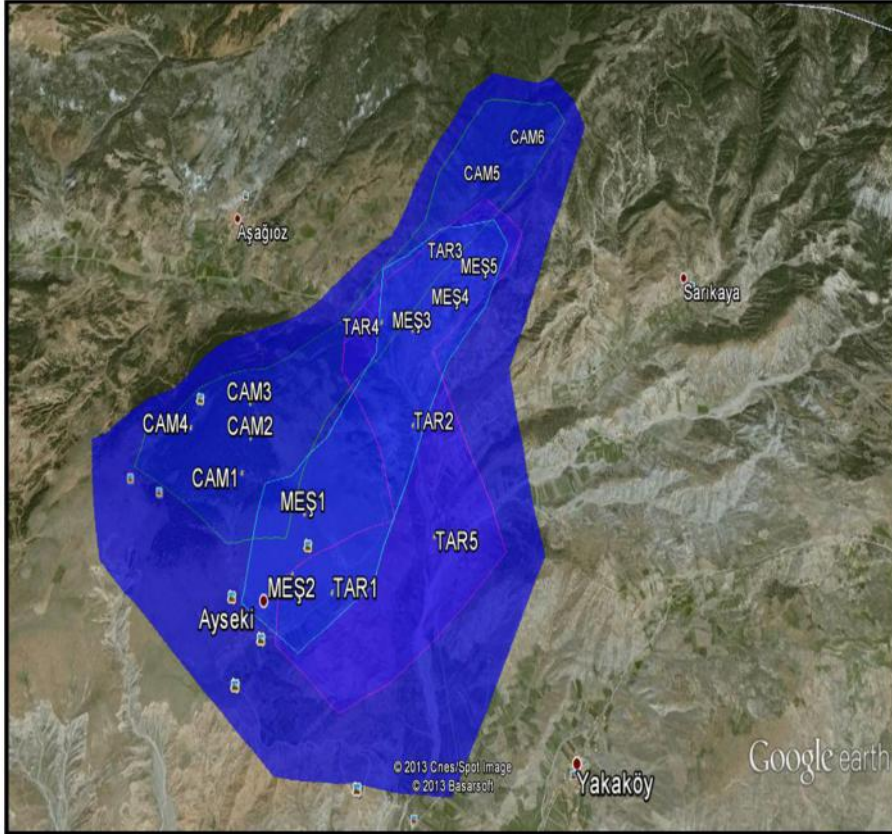 CAM6
CAM5
Aşağıöz
TAR3
MEŞ5
Sarıkaya
MEŞ4
TAR4
MEŞ3
CAM3
CAM4
CAM2
TAR2
CAM1
MEŞ1
TAR5
MEŞ2
TAR1
Ayseki
© 2013 Cnes/Spot Image
© 2013 Basarsoft
Google earth
Yakaköy